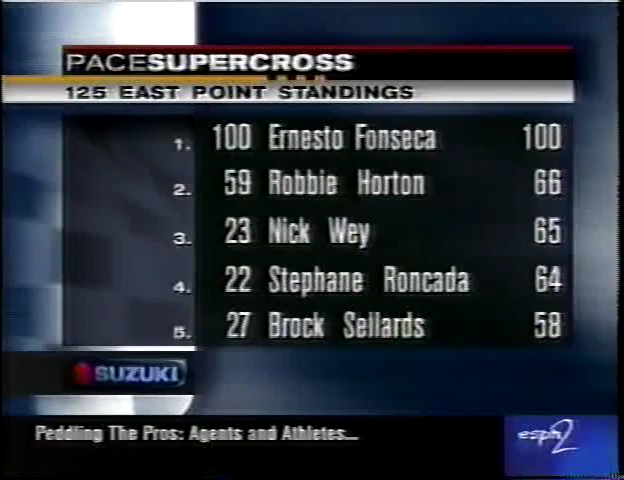 PACESUPERCROSS
125 EAST POINT STANDINGS
1. 100 Ernesto Fonseca 100
2. 59 Robbie Horton 66
3. 23 Nick Wey 65
4. 22 Stephane Roncada 64
5. 27 Brock Sellards 58
SUZUKI
Peddling The Pros: Agents and Athletes...
espn2